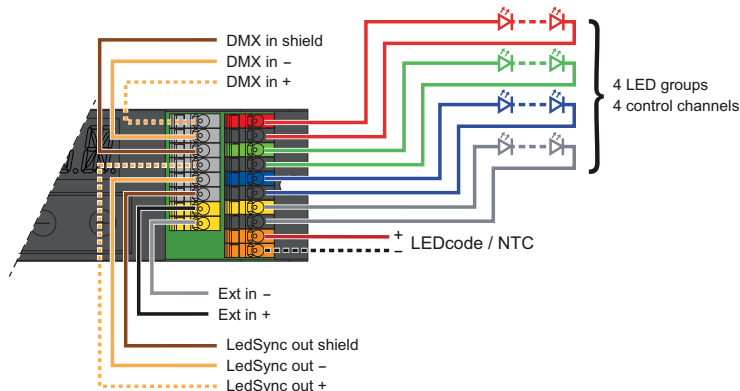 DMX in shield
DMX in –
DMX in +
4 LED groups
4 control channels
+
–
LEDcode / NTC
Ext in –
Ext in +
LedSync out shield
LedSync out –
LedSync out +